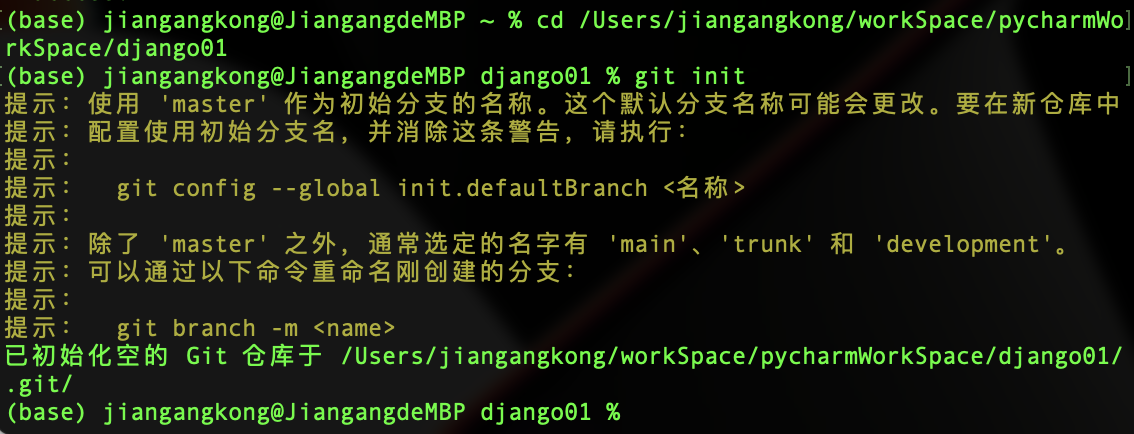 (base) jiangangkong@JiangangdeMBP ~ % cd /Users/jiangangkong/workSpace/pycharmWo
rkSpace/django01
(base) jiangangkong@JiangangdeMBP django01 % git init
提示：使用 'master' 作为初始分支的名称。这个默认分支名称可能会更改。要在新仓库中
提示：配置使用初始分支名，并消除这条警告，请执行：
提示：
提示：  git config --global init.defaultBranch <名称>
提示：
提示：除了 'master' 之外，通常选定的名字有 'main'、'trunk' 和 'development'。
提示：可以通过以下命令重命名刚创建的分支：
提示：
提示：  git branch -m <name>
已初始化空的 Git 仓库于 /Users/jiangangkong/workSpace/pycharmWorkSpace/django01/
.git/
(base) jiangangkong@JiangangdeMBP django01 %